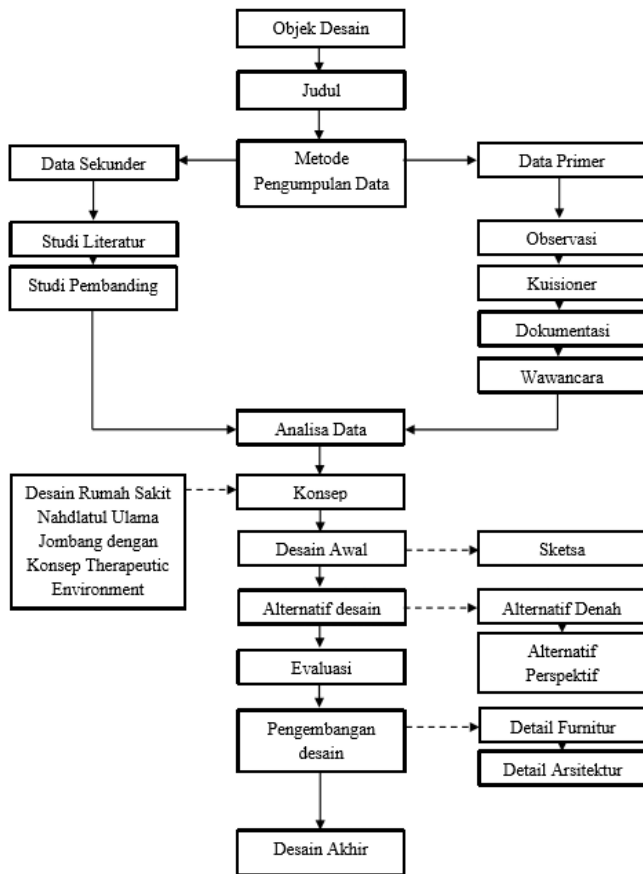 Objek Desain
Judul
Metode
Pengumpulan Data
Data Sekunder
Data Primer
Studi Literatur
Studi Pembanding
Observasi
Kuisioner
Dokumentasi
Wawancara
Analisa Data
Desain Rumah Sakit
Nahdlatul Ulama
Jombang dengan
Konsep Therapeutic
Environment
Konsep
Desain Awal
Sketsa
Alternatif desain
Alternatif Denah
Alternatif
Perspektif
Evaluasi
Pengembangan
desain
Detail Furnitur
Detail Arsitektur
Desain Akhir